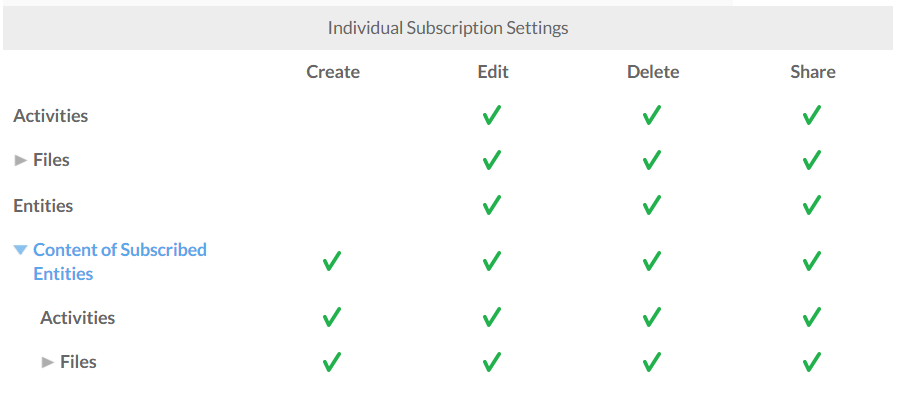 Individual Subscription Settings
Create Edit Delete Share
Activities
Files
Entities
Content of Subscribed
Entities
Activities
Files